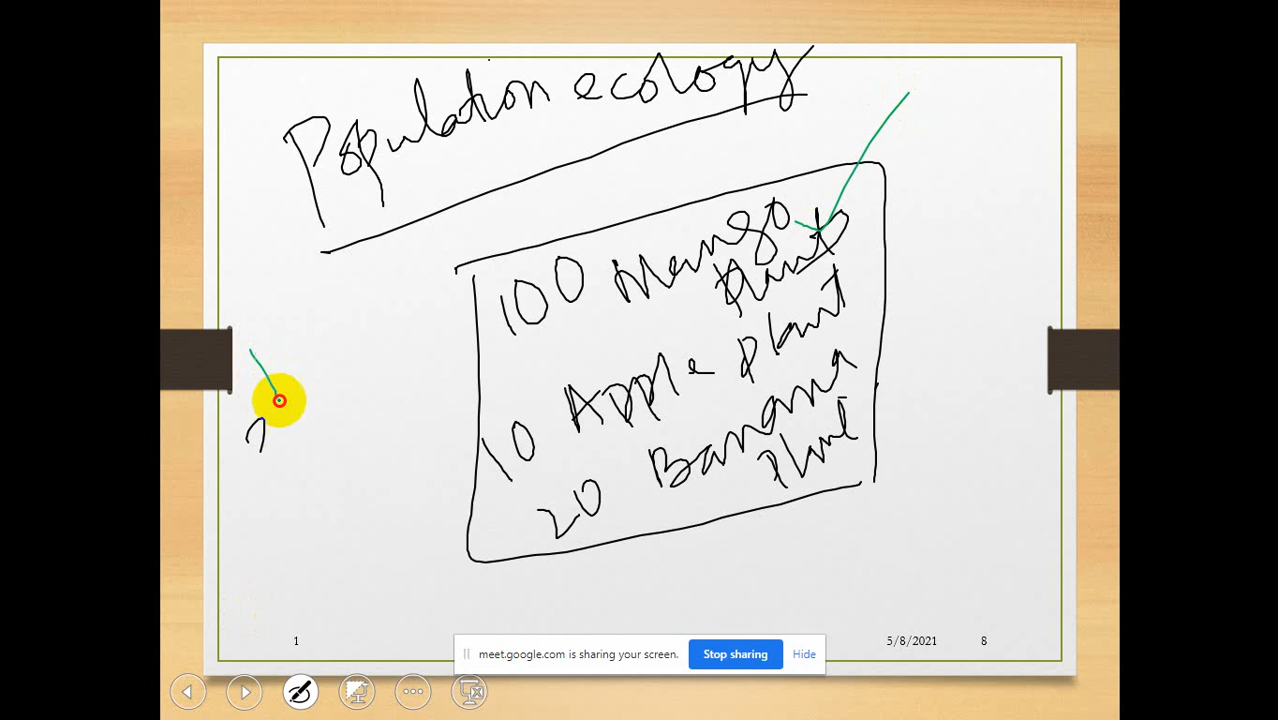 Population ecology
100 Mango
Plant
10 Apple Plant
20 Banana
Plant
1
5/8/2021
8
meet.google.com is sharing your screen.
Stop sharing
Hide